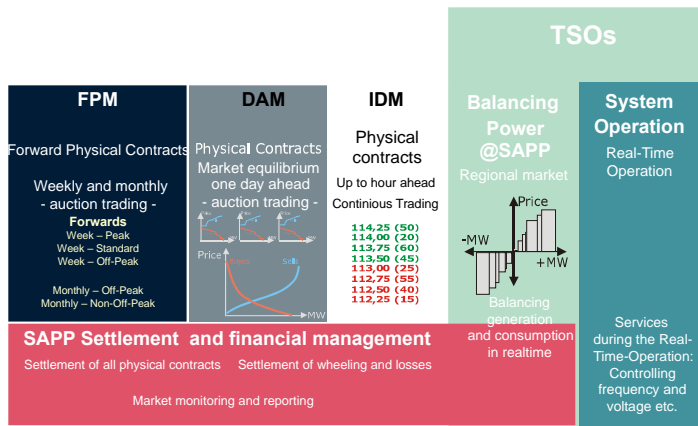 TSOs
FPM
Forward Physical Contracts
Weekly and monthly
- auction trading -
Forwards
Week – Peak
Week – Standard
Week – Off-Peak
Monthly – Off-Peak
Monthly – Non-Off-Peak
DAM
Physical Contracts
Market equilibrium
one day ahead
- auction trading -
Price
Sells
MW
IDM
Physical
contracts
Up to hour ahead
Continious Trading
114,25 (50)
114,00 (20)
113,75 (60)
113,50 (45)
113,00 (25)
112,75 (55)
112,50 (40)
112,25 (15)
Balancing
Power
@SAPP
Regional market
Price
-MW
+MW
Balancing
generation
and consumption
in realtime
System
Operation
Real-Time
Operation
Services
during the Real-
Time-Operation:
Controlling
frequency and
voltage etc.
SAPP Settlement and financial management
Settlement of all physical contracts
Settlement of wheeling and losses
Market monitoring and reporting